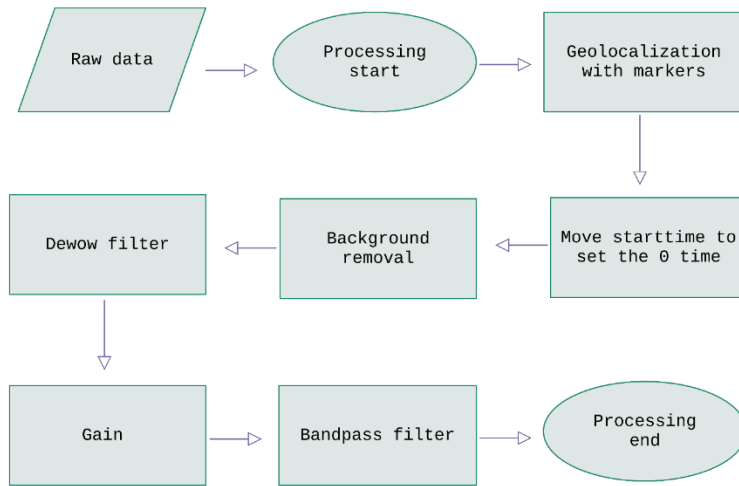 Raw data
Processing
start
Geolocalization
with markers
Move starttime to
set the 0 time
Background
removal
Dewow filter
Gain
Bandpass filter
Processing
end